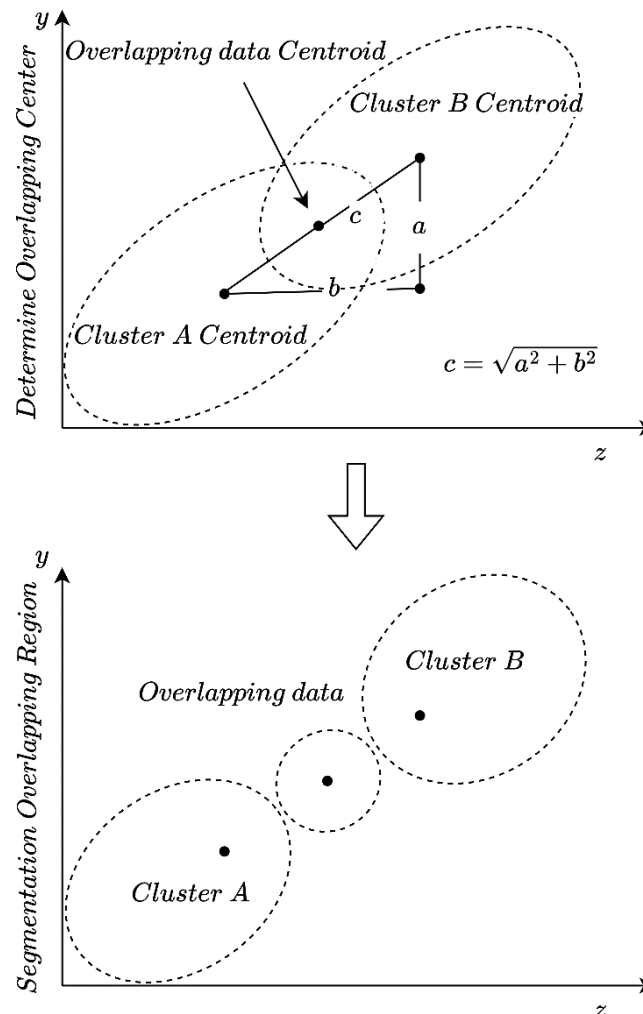 y
Determine Overlapping Center
Overlapping data Centroid
Cluster B Centroid
c
a
b
Cluster A Centroid
c = √a² + b²
z
y
Segmentation Overlapping Region
Cluster B
Overlapping data
Cluster A
z